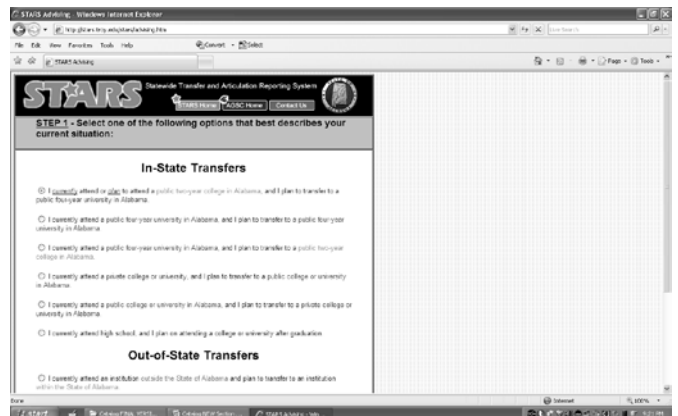 STARS Advising - Windows Internet Explorer
File Edit View Favorites Tools Help Convert Select
STARS Advising
Page Tools
STARS Statewide Transfer and Articulation Reporting System
STARS Home AGSC Home Contact Us
STEP 1 - Select one of the following options that best describes your
current situation:
In-State Transfers
I currently attend or plan to attend a public two-year college in Alabama, and I plan to transfer to a
public four-year university in Alabama.
I currently attend a public four-year university in Alabama, and I plan to transfer to a public four-year
university in Alabama
I currently attend a public four-year university in Alabama, and I plan to transfer to a public two-year
college in Alabama.
I currently attend a private college or university, and I plan to transfer to a public college or university
in Alabama.
I currently attend a public college or university in Alabama, and I plan to transfer to a private college or
university in Alabama.
I currently attend high school, and I plan on attending a college or university after graduation.
Out-of-State Transfers
I currently attend an institution outside the State of Alabama and plan to transfer to an institution
within the State of Alabama.
Done Internet 100%
start STARS Advising - Win...